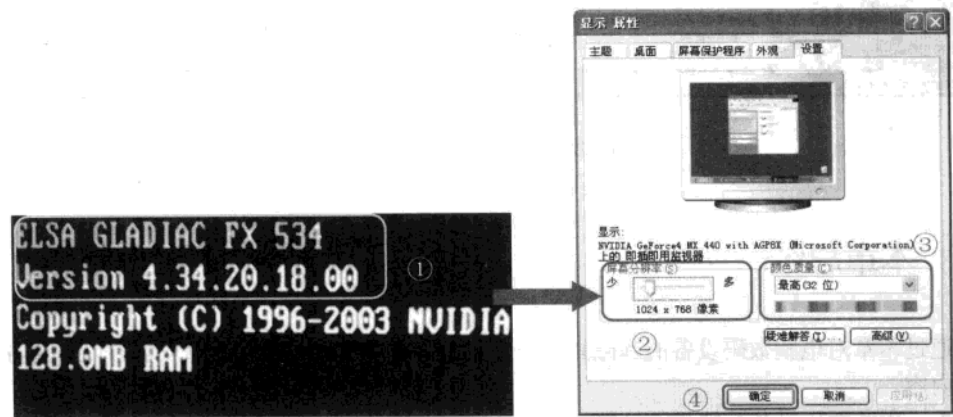 ELSA GLADIAC FX 534
Version 4.34.20.18.00
①
Copyright (C) 1996-2003 NVIDIA
128.0MB RAM
显示 属性
主题 桌面 屏幕保护程序 外观 设置
显示:
NVIDIA GeForce4 MX 440 with AGP8X (Microsoft Corporation)
上的 即插即用监视器
③
屏幕分辨率(S)
少 多
1024 x 768 像素
②
颜色质量(C)
最高(32 位)
疑难解答(T)... 高级(V)
④
确定 取消 应用(A)